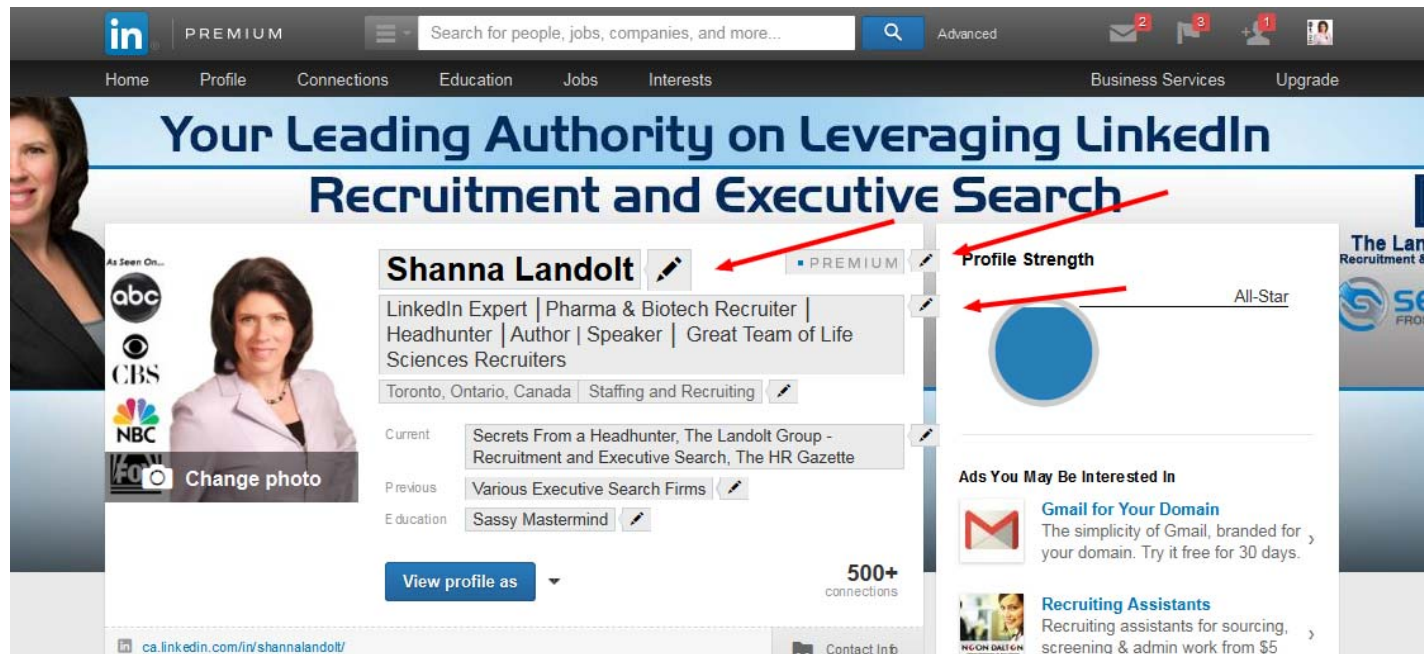 in PREMIUM Search for people, jobs, companies, and more... Advanced 2 3 1
Home Profile Connections Education Jobs Interests Business Services Upgrade
Your Leading Authority on Leveraging LinkedIn
Recruitment and Executive Search
The Lan
Recruitment &
As Seen On...
abc
CBS
NBC
FOX
Change photo
Shanna Landolt
PREMIUM
LinkedIn Expert |Pharma & Biotech Recruiter |
Headhunter |Author | Speaker | Great Team of Life
Sciences Recruiters
Toronto, Ontario, Canada Staffing and Recruiting
Current Secrets From a Headhunter, The Landolt Group -
Recruitment and Executive Search, The HR Gazette
Previous Various Executive Search Firms
Education Sassy Mastermind
View profile as
500+
connections
in ca.linkedin.com/in/shannalandolt/
Contact Info
Profile Strength
All-Star
Ads You May Be Interested In
Gmail for Your Domain
The simplicity of Gmail, branded for
your domain. Try it free for 30 days.
Recruiting Assistants
Recruiting assistants for sourcing,
screening & admin work from $5
NOON DALTON